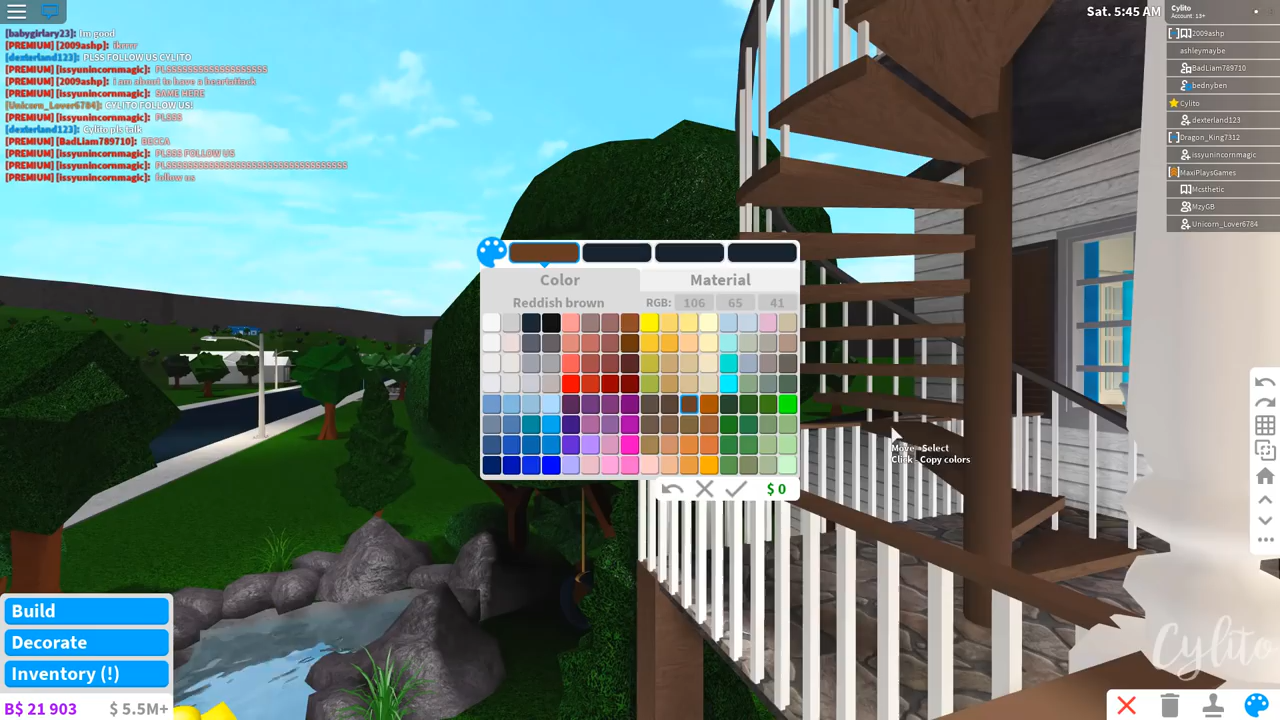 Sat. 5:45 AM
Cylito
Account: 13+
[babygirlary23]: Im good
[PREMIUM] [2009ashp]: ikrrrr
[dexterland123]: PLSS FOLLOW US CYLITO
[PREMIUM] [issyunicornmagic]: PLSSSSSSSSSSSSSSSSSSS
[PREMIUM] [2009ashp]: i am about to have a heartattack
[PREMIUM] [issyunicornmagic]: SAME HERE
[Unicorn_Lover6784]: CYLITO FOLLOW US!
[PREMIUM] [issyunicornmagic]: PLSSS
[dexterland123]: Cylito pls talk
[PREMIUM] [BadLiam789710]: BECCA
[PREMIUM] [issyunicornmagic]: PLSSS FOLLOW US
[PREMIUM] [issyunicornmagic]:
[PREMIUM] [issyunicornmagic]: follow us
2009ashp
ashleymaybe
BadLiam789710
bednyben
Cylito
dexterland123
Dragon_King7312
issyunicornmagic
MaxiPlaysGames
Mcsthetic
MzyGB
Unicorn_Lover6784
Color
Material
Reddish brown
RGB: 106 65 41
Move - Select
Click - Copy colors
$ 0
Build
Decorate
Inventory (!)
B$ 21 903
$ 5.5M+
Cylito